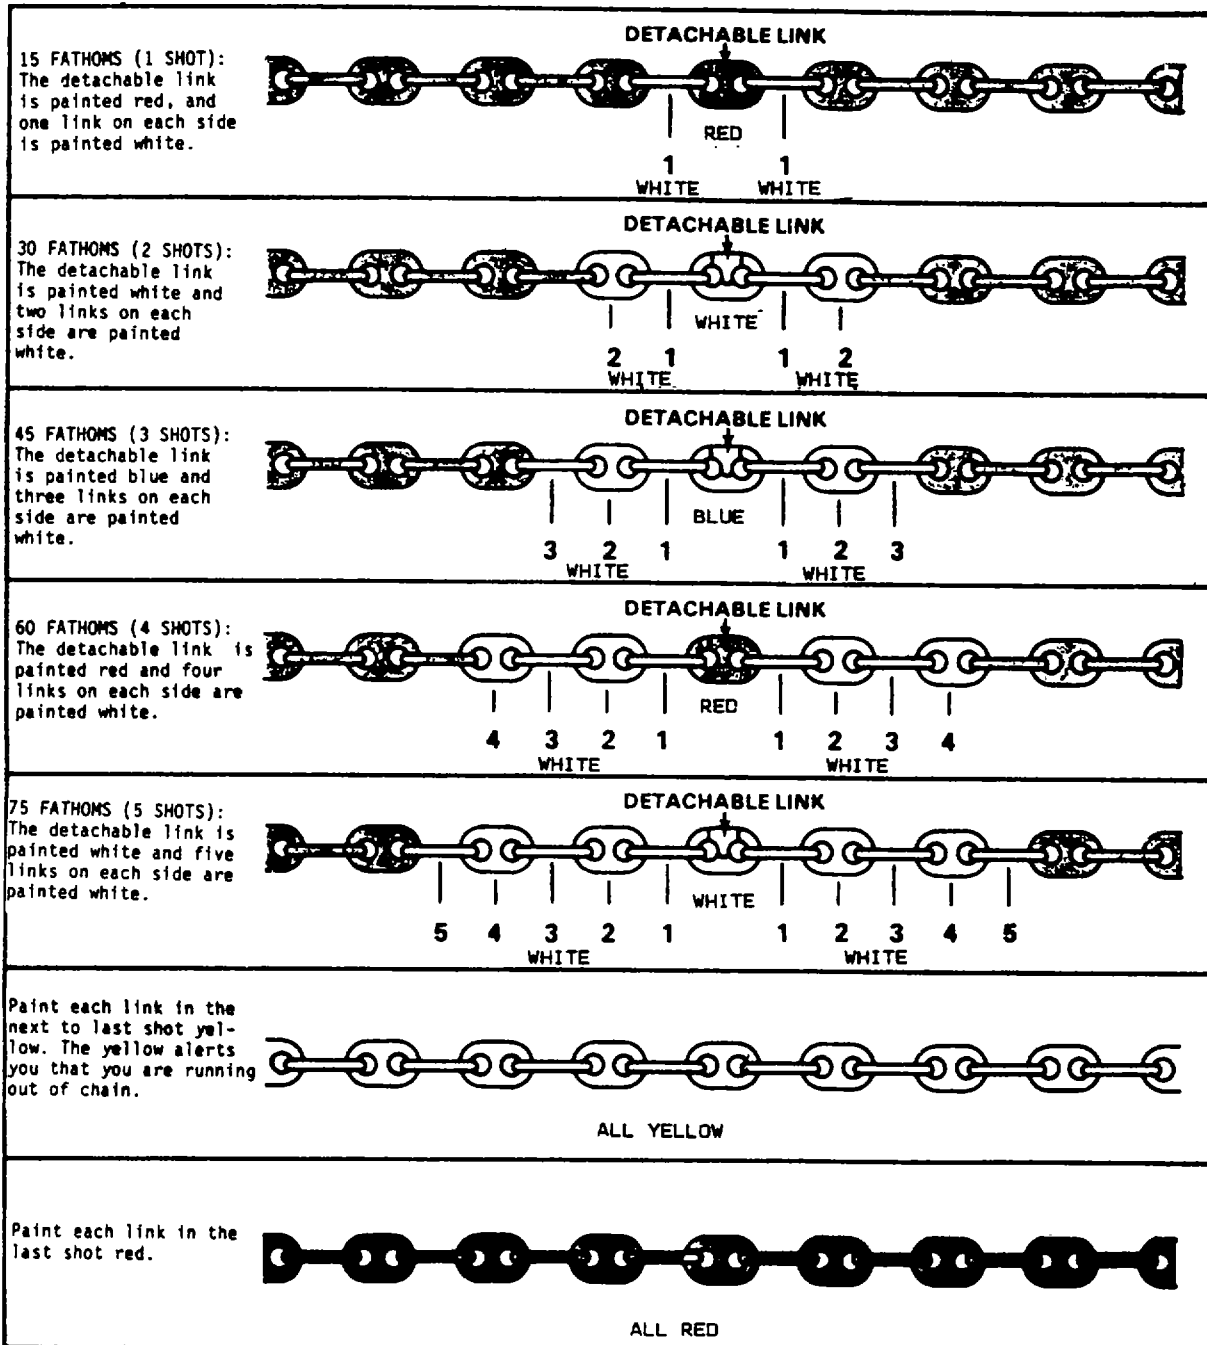 15 FATHOMS (1 SHOT):
The detachable link
is painted red, and
one link on each side
is painted white.
DETACHABLE LINK
RED
1 1
WHITE WHITE
30 FATHOMS (2 SHOTS):
The detachable link
is painted white and
two links on each
side are painted
white.
DETACHABLE LINK
WHITE
2 1 1 2
WHITE WHITE
45 FATHOMS (3 SHOTS):
The detachable link
is painted blue and
three links on each
side are painted
white.
DETACHABLE LINK
BLUE
3 2 1 1 2 3
WHITE WHITE
60 FATHOMS (4 SHOTS):
The detachable link is
painted red and four
links on each side are
painted white.
DETACHABLE LINK
RED
4 3 2 1 1 2 3 4
WHITE WHITE
75 FATHOMS (5 SHOTS):
The detachable link is
painted white and five
links on each side are
painted white.
DETACHABLE LINK
WHITE
5 4 3 2 1 1 2 3 4 5
WHITE WHITE
Paint each link in the
next to last shot yel-
low. The yellow alerts
you that you are running
out of chain.
ALL YELLOW
Paint each link in the
last shot red.
ALL RED